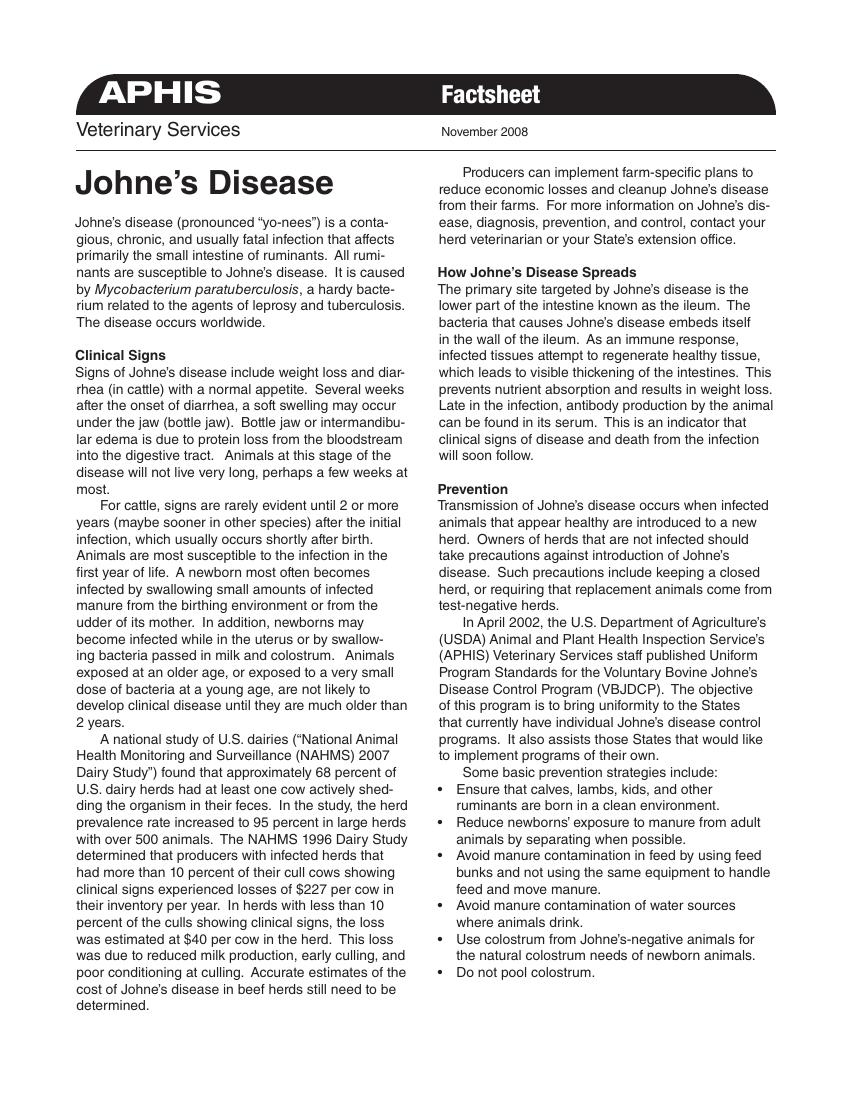 APHIS
Factsheet
Veterinary Services
November 2008
Johne's Disease
Johne's disease (pronounced “yo-nees”) is a conta-
gious, chronic, and usually fatal infection that affects
primarily the small intestine of ruminants.  All rumi-
nants are susceptible to Johne's disease.  It is caused
by Mycobacterium paratuberculosis, a hardy bacte-
rium related to the agents of leprosy and tuberculosis.
The disease occurs worldwide.
Clinical Signs
Signs of Johne's disease include weight loss and diar-
rhea (in cattle) with a normal appetite.  Several weeks
after the onset of diarrhea, a soft swelling may occur
under the jaw (bottle jaw).  Bottle jaw or intermandibu-
lar edema is due to protein loss from the bloodstream
into the digestive tract.   Animals at this stage of the
disease will not live very long, perhaps a few weeks at
most.
For cattle, signs are rarely evident until 2 or more
years (maybe sooner in other species) after the initial
infection, which usually occurs shortly after birth.
Animals are most susceptible to the infection in the
first year of life.  A newborn most often becomes
infected by swallowing small amounts of infected
manure from the birthing environment or from the
udder of its mother.  In addition, newborns may
become infected while in the uterus or by swallow-
ing bacteria passed in milk and colostrum.   Animals
exposed at an older age, or exposed to a very small
dose of bacteria at a young age, are not likely to
develop clinical disease until they are much older than
2 years.
A national study of U.S. dairies (“National Animal
Health Monitoring and Surveillance (NAHMS) 2007
Dairy Study”) found that approximately 68 percent of
U.S. dairy herds had at least one cow actively shed-
ding the organism in their feces.  In the study, the herd
prevalence rate increased to 95 percent in large herds
with over 500 animals.  The NAHMS 1996 Dairy Study
determined that producers with infected herds that
had more than 10 percent of their cull cows showing
clinical signs experienced losses of $227 per cow in
their inventory per year.  In herds with less than 10
percent of the culls showing clinical signs, the loss
was estimated at $40 per cow in the herd.  This loss
was due to reduced milk production, early culling, and
poor conditioning at culling.  Accurate estimates of the
cost of Johne's disease in beef herds still need to be
determined.
Producers can implement farm-specific plans to
reduce economic losses and cleanup Johne's disease
from their farms.  For more information on Johne's dis-
ease, diagnosis, prevention, and control, contact your
herd veterinarian or your State's extension office.
How Johne's Disease Spreads
The primary site targeted by Johne's disease is the
lower part of the intestine known as the ileum.  The
bacteria that causes Johne's disease embeds itself
in the wall of the ileum.  As an immune response,
infected tissues attempt to regenerate healthy tissue,
which leads to visible thickening of the intestines.  This
prevents nutrient absorption and results in weight loss.
Late in the infection, antibody production by the animal
can be found in its serum.  This is an indicator that
clinical signs of disease and death from the infection
will soon follow.
Prevention
Transmission of Johne's disease occurs when infected
animals that appear healthy are introduced to a new
herd.  Owners of herds that are not infected should
take precautions against introduction of Johne's
disease.  Such precautions include keeping a closed
herd, or requiring that replacement animals come from
test-negative herds.
In April 2002, the U.S. Department of Agriculture's
(USDA) Animal and Plant Health Inspection Service's
(APHIS) Veterinary Services staff published Uniform
Program Standards for the Voluntary Bovine Johne's
Disease Control Program (VBJDCP).  The objective
of this program is to bring uniformity to the States
that currently have individual Johne's disease control
programs.  It also assists those States that would like
to implement programs of their own.
Some basic prevention strategies include:
• Ensure that calves, lambs, kids, and other
ruminants are born in a clean environment.
• Reduce newborns' exposure to manure from adult
animals by separating when possible.
• Avoid manure contamination in feed by using feed
bunks and not using the same equipment to handle
feed and move manure.
• Avoid manure contamination of water sources
where animals drink.
• Use colostrum from Johne's-negative animals for
the natural colostrum needs of newborn animals.
• Do not pool colostrum.